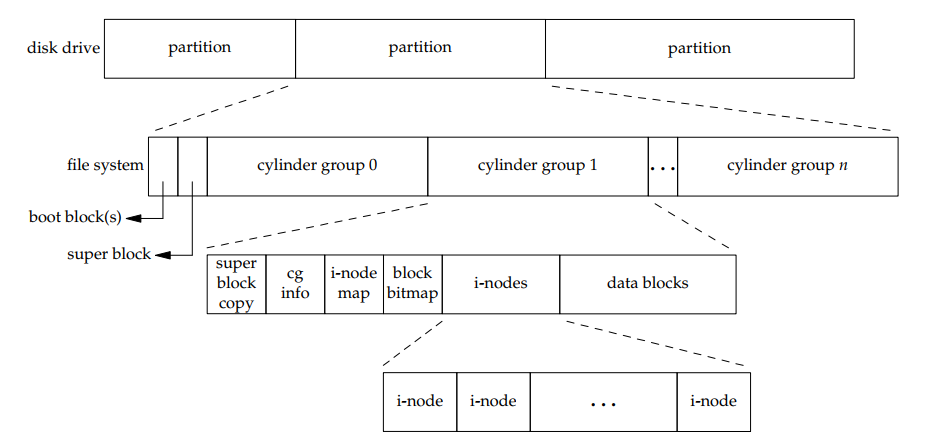 disk drive
partition
partition
partition
file system
cylinder group 0
cylinder group 1
...
cylinder group n
boot block(s)
super block
super
block
copy
cg
info
i-node
map
block
bitmap
i-nodes
data blocks
i-node
i-node
...
i-node